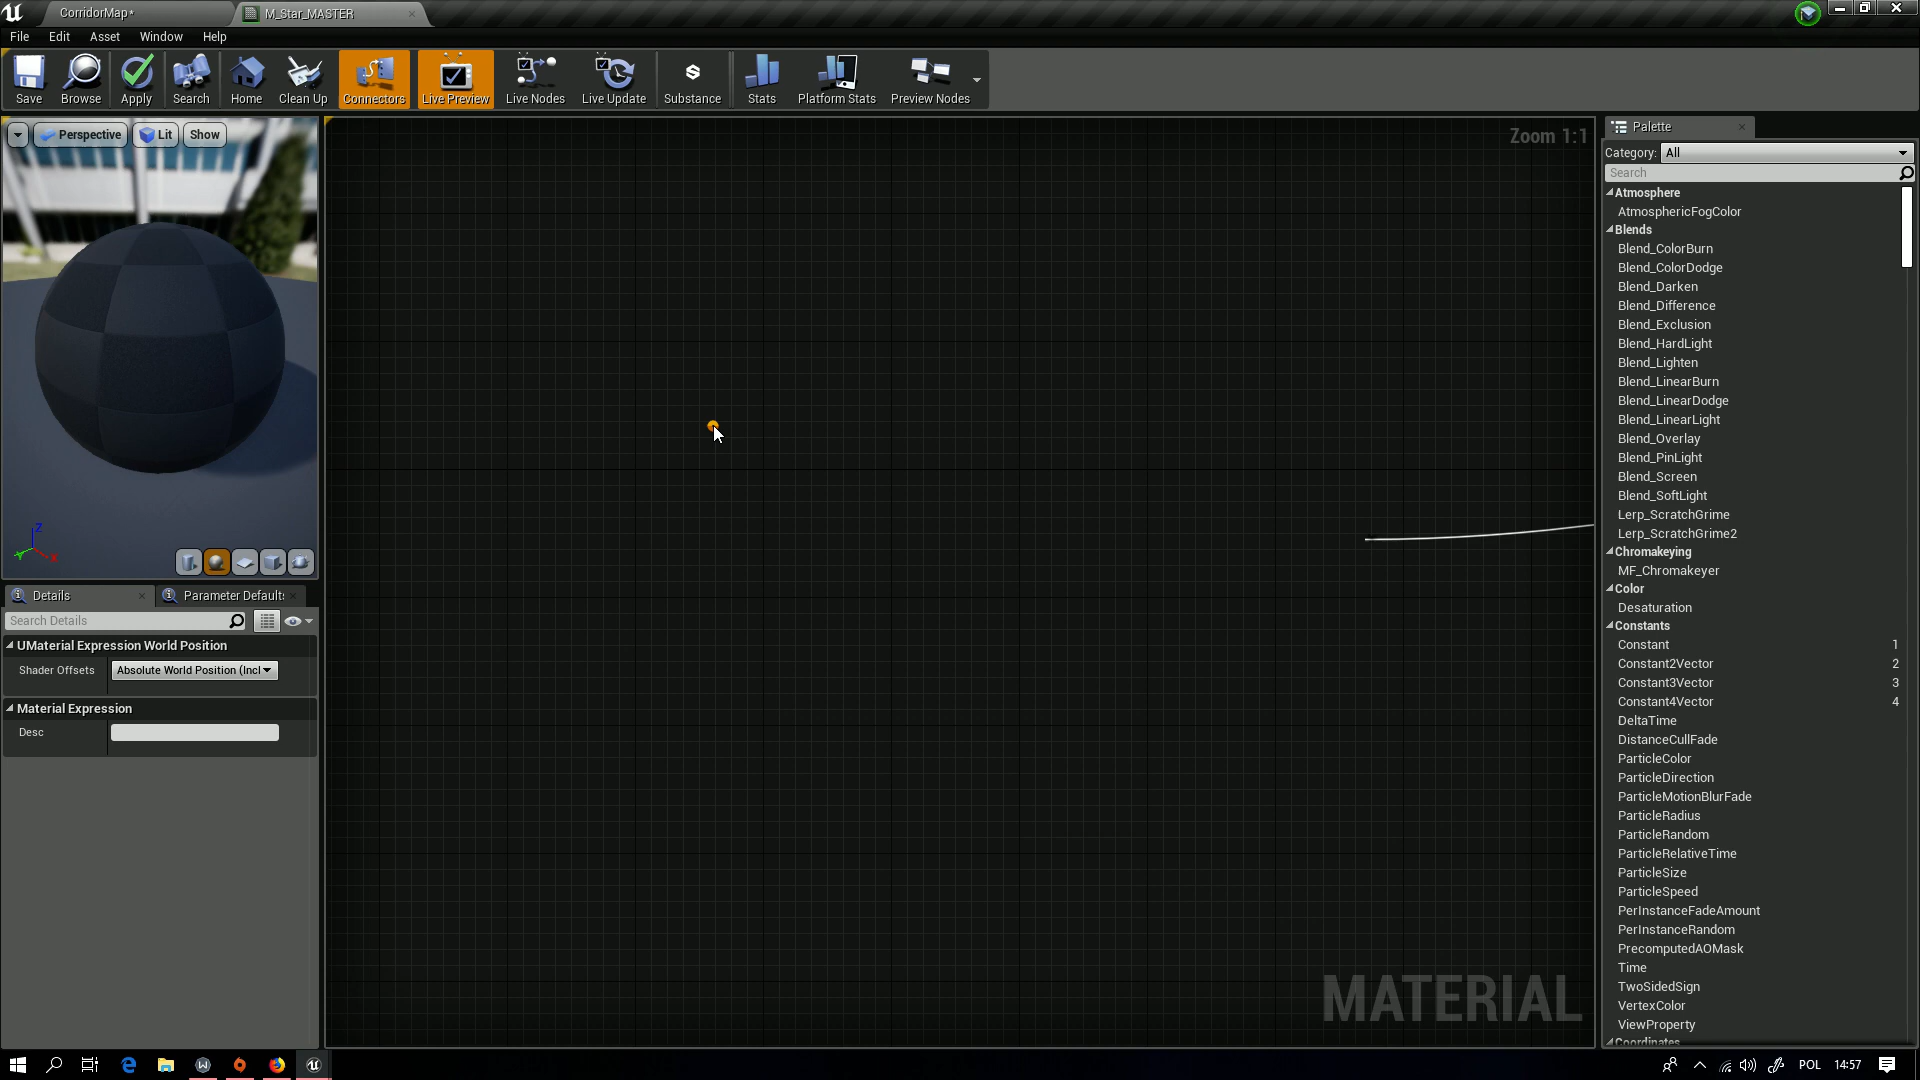 CorridorMap*
M_Star_MASTER
File
Edit
Asset
Window
Help
Save
Browse
Apply
Search
Home
Clean Up
Connectors
Live Preview
Live Nodes
Live Update
Substance
Stats
Platform Stats
Preview Nodes
Perspective
Lit
Show
Z
Y
X
Details
Parameter Defaults
Search Details
UMaterial Expression World Position
Shader Offsets
Absolute World Position (Incl
Material Expression
Desc
Zoom 1:1
MATERIAL
Palette
Category:
All
Search
Atmosphere
AtmosphericFogColor
Blends
Blend_ColorBurn
Blend_ColorDodge
Blend_Darken
Blend_Difference
Blend_Exclusion
Blend_HardLight
Blend_Lighten
Blend_LinearBurn
Blend_LinearDodge
Blend_LinearLight
Blend_Overlay
Blend_PinLight
Blend_Screen
Blend_SoftLight
Lerp_ScratchGrime
Lerp_ScratchGrime2
Chromakeying
MF_Chromakeyer
Color
Desaturation
Constants
Constant 1
Constant2Vector 2
Constant3Vector 3
Constant4Vector 4
DeltaTime
DistanceCullFade
ParticleColor
ParticleDirection
ParticleMotionBlurFade
ParticleRadius
ParticleRandom
ParticleRelativeTime
ParticleSize
ParticleSpeed
PerInstanceFadeAmount
PerInstanceRandom
PrecomputedAOMask
Time
TwoSidedSign
VertexColor
ViewProperty
Coordinates
POL
14:57